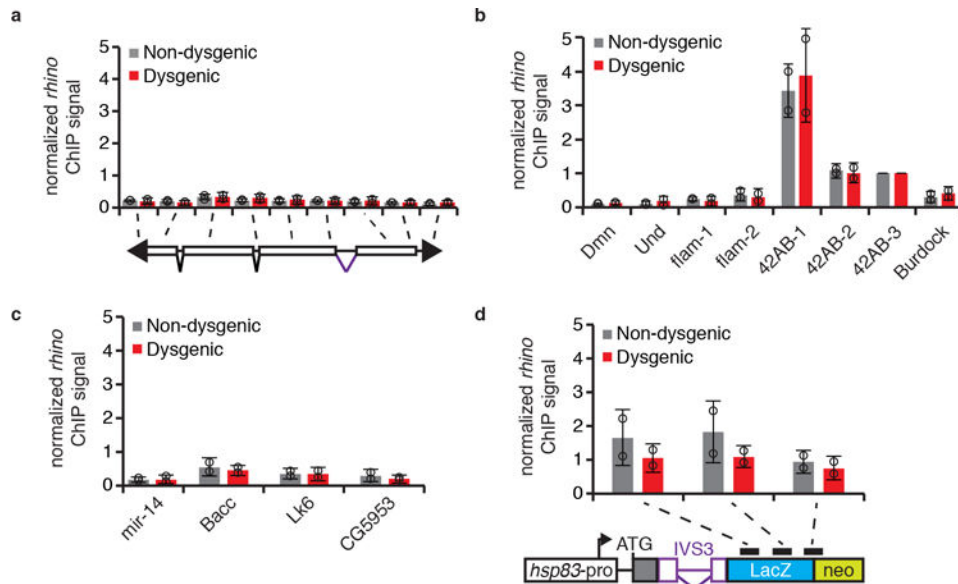 a
normalized rhino
ChIP signal
5
4
3
2
1
0
Non-dysgenic
Dysgenic
b
normalized rhino
ChIP signal
5
4
3
2
1
0
Non-dysgenic
Dysgenic
Dmn
Und
flam-1
flam-2
42AB-1
42AB-2
42AB-3
Burdock
c
normalized rhino
ChIP signal
5
4
3
2
1
0
Non-dysgenic
Dysgenic
mir-14
Bacc
Lk6
CG5953
d
normalized rhino
ChIP signal
5
4
3
2
1
0
Non-dysgenic
Dysgenic
ATG
IVS3
hsp83-pro
LacZ
neo